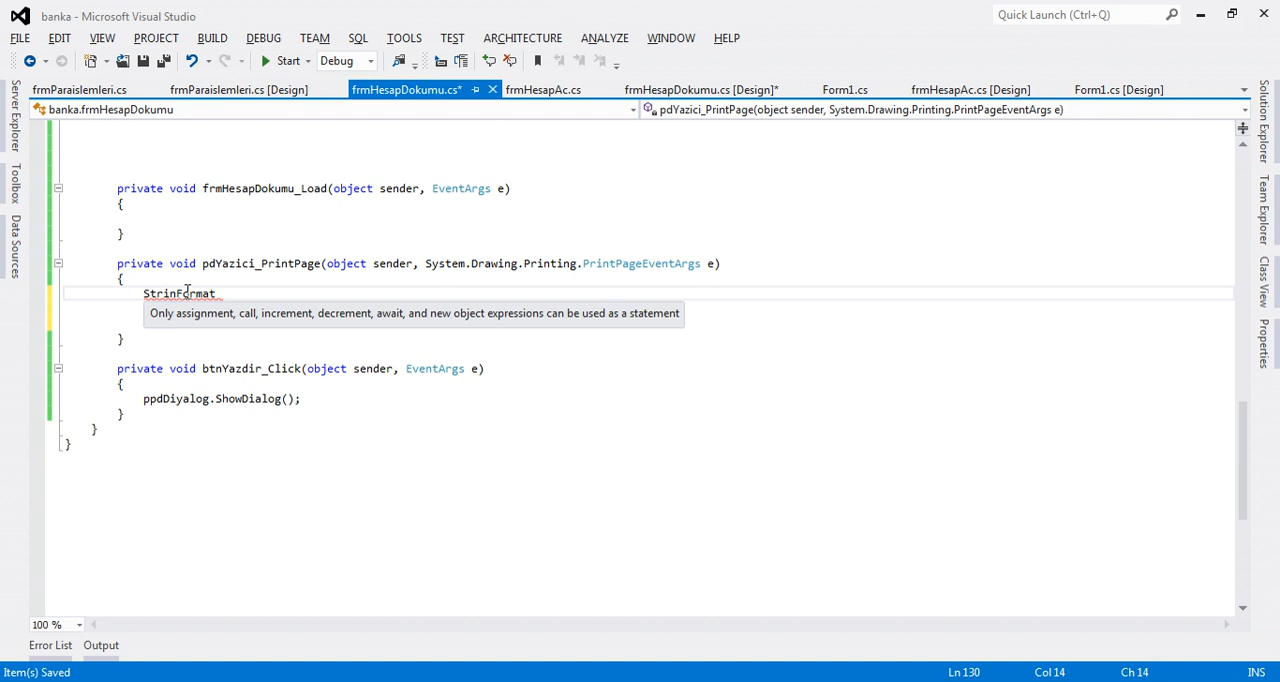 banka - Microsoft Visual Studio
Quick Launch (Ctrl+Q)
FILE EDIT VIEW PROJECT BUILD DEBUG TEAM SQL TOOLS TEST ARCHITECTURE ANALYZE WINDOW HELP
Start Debug
frmParaislemleri.cs frmParaislemleri.cs [Design] frmHesapDokumu.cs* frmHesapAc.cs frmHesapDokumu.cs [Design]* Form1.cs frmHesapAc.cs [Design] Form1.cs [Design]
banka.frmHesapDokumu pdYazici_PrintPage(object sender, System.Drawing.Printing.PrintPageEventArgs e)
Server Explorer
Toolbox
Data Sources
private void frmHesapDokumu_Load(object sender, EventArgs e)
{
}
private void pdYazici_PrintPage(object sender, System.Drawing.Printing.PrintPageEventArgs e)
{
StrinFormat
Only assignment, call, increment, decrement, await, and new object expressions can be used as a statement
}
private void btnYazdir_Click(object sender, EventArgs e)
{
ppdDiyalog.ShowDialog();
}
}
}
Solution Explorer
Team Explorer
Class View
Properties
100 %
Error List Output
Item(s) Saved Ln 130 Col 14 Ch 14 INS